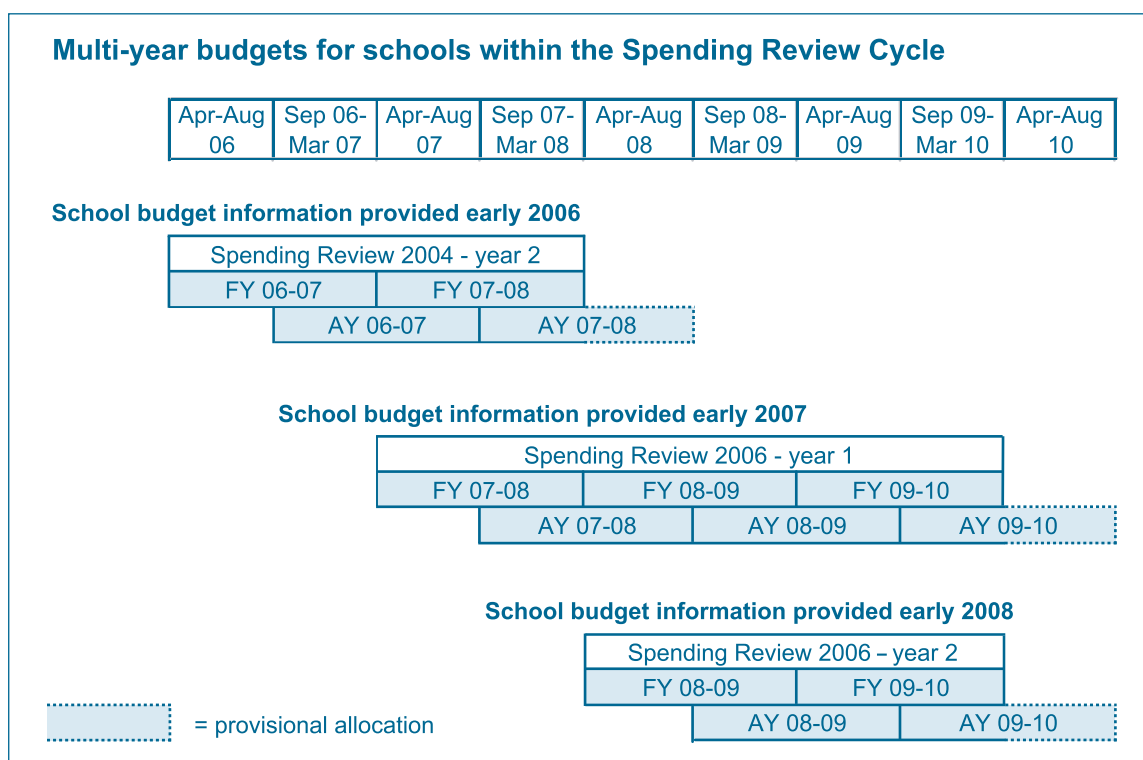 Multi-year budgets for schools within the Spending Review Cycle
Apr-Aug 06
Sep 06-Mar 07
Apr-Aug 07
Sep 07-Mar 08
Apr-Aug 08
Sep 08-Mar 09
Apr-Aug 09
Sep 09-Mar 10
Apr-Aug 10
School budget information provided early 2006
Spending Review 2004 - year 2
FY 06-07
FY 07-08
AY 06-07
AY 07-08
School budget information provided early 2007
Spending Review 2006 - year 1
FY 07-08
FY 08-09
FY 09-10
AY 07-08
AY 08-09
AY 09-10
School budget information provided early 2008
Spending Review 2006 – year 2
FY 08-09
FY 09-10
AY 08-09
AY 09-10
= provisional allocation